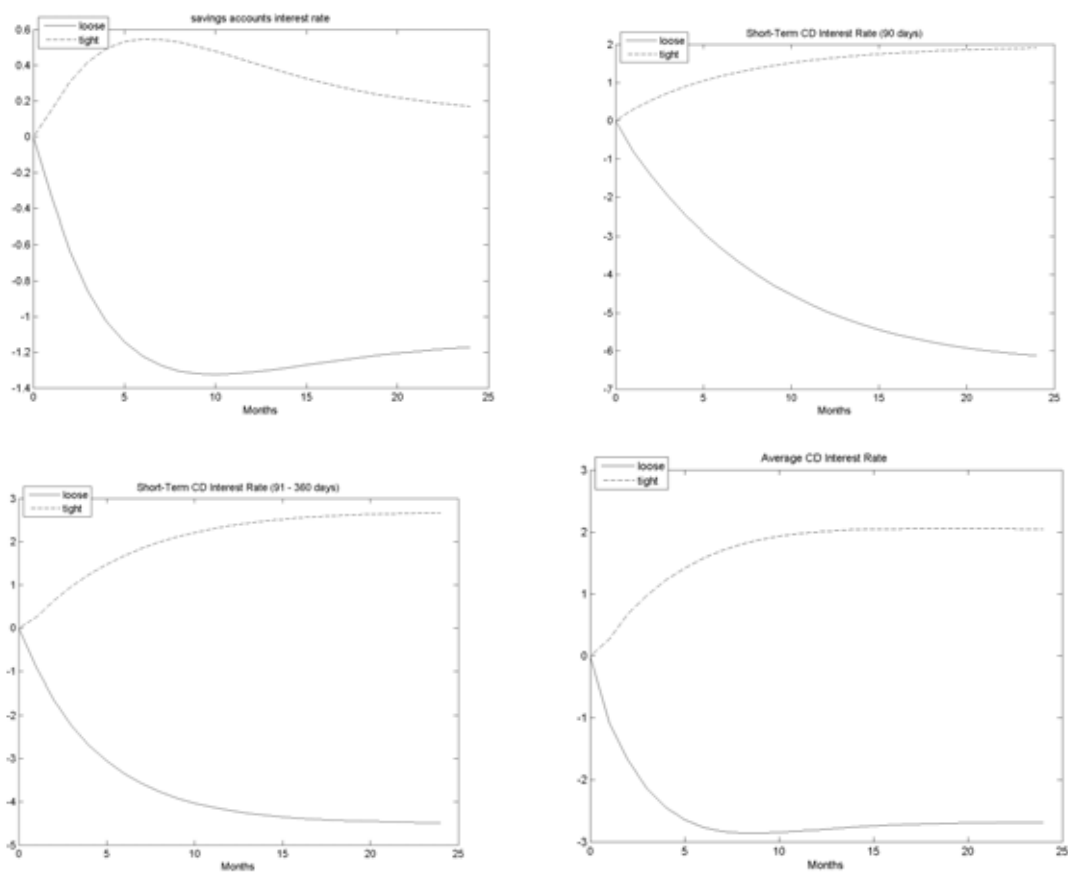 savings accounts interest rate
loose
tight
0.6
0.4
0.2
0
-0.2
-0.4
-0.6
-0.8
-1
-1.2
-1.4
0 5 10 15 20 25
Months
Short-Term CD Interest Rate (90 days)
loose
tight
2
1
0
-1
-2
-3
-4
-5
-6
-7
0 5 10 15 20 25
Months
Short-Term CD Interest Rate (91 - 360 days)
loose
tight
3
2
1
0
-1
-2
-3
-4
-5
0 5 10 15 20 25
Months
Average CD Interest Rate
loose
tight
3
2
1
0
-1
-2
-3
0 5 10 15 20 25
Months